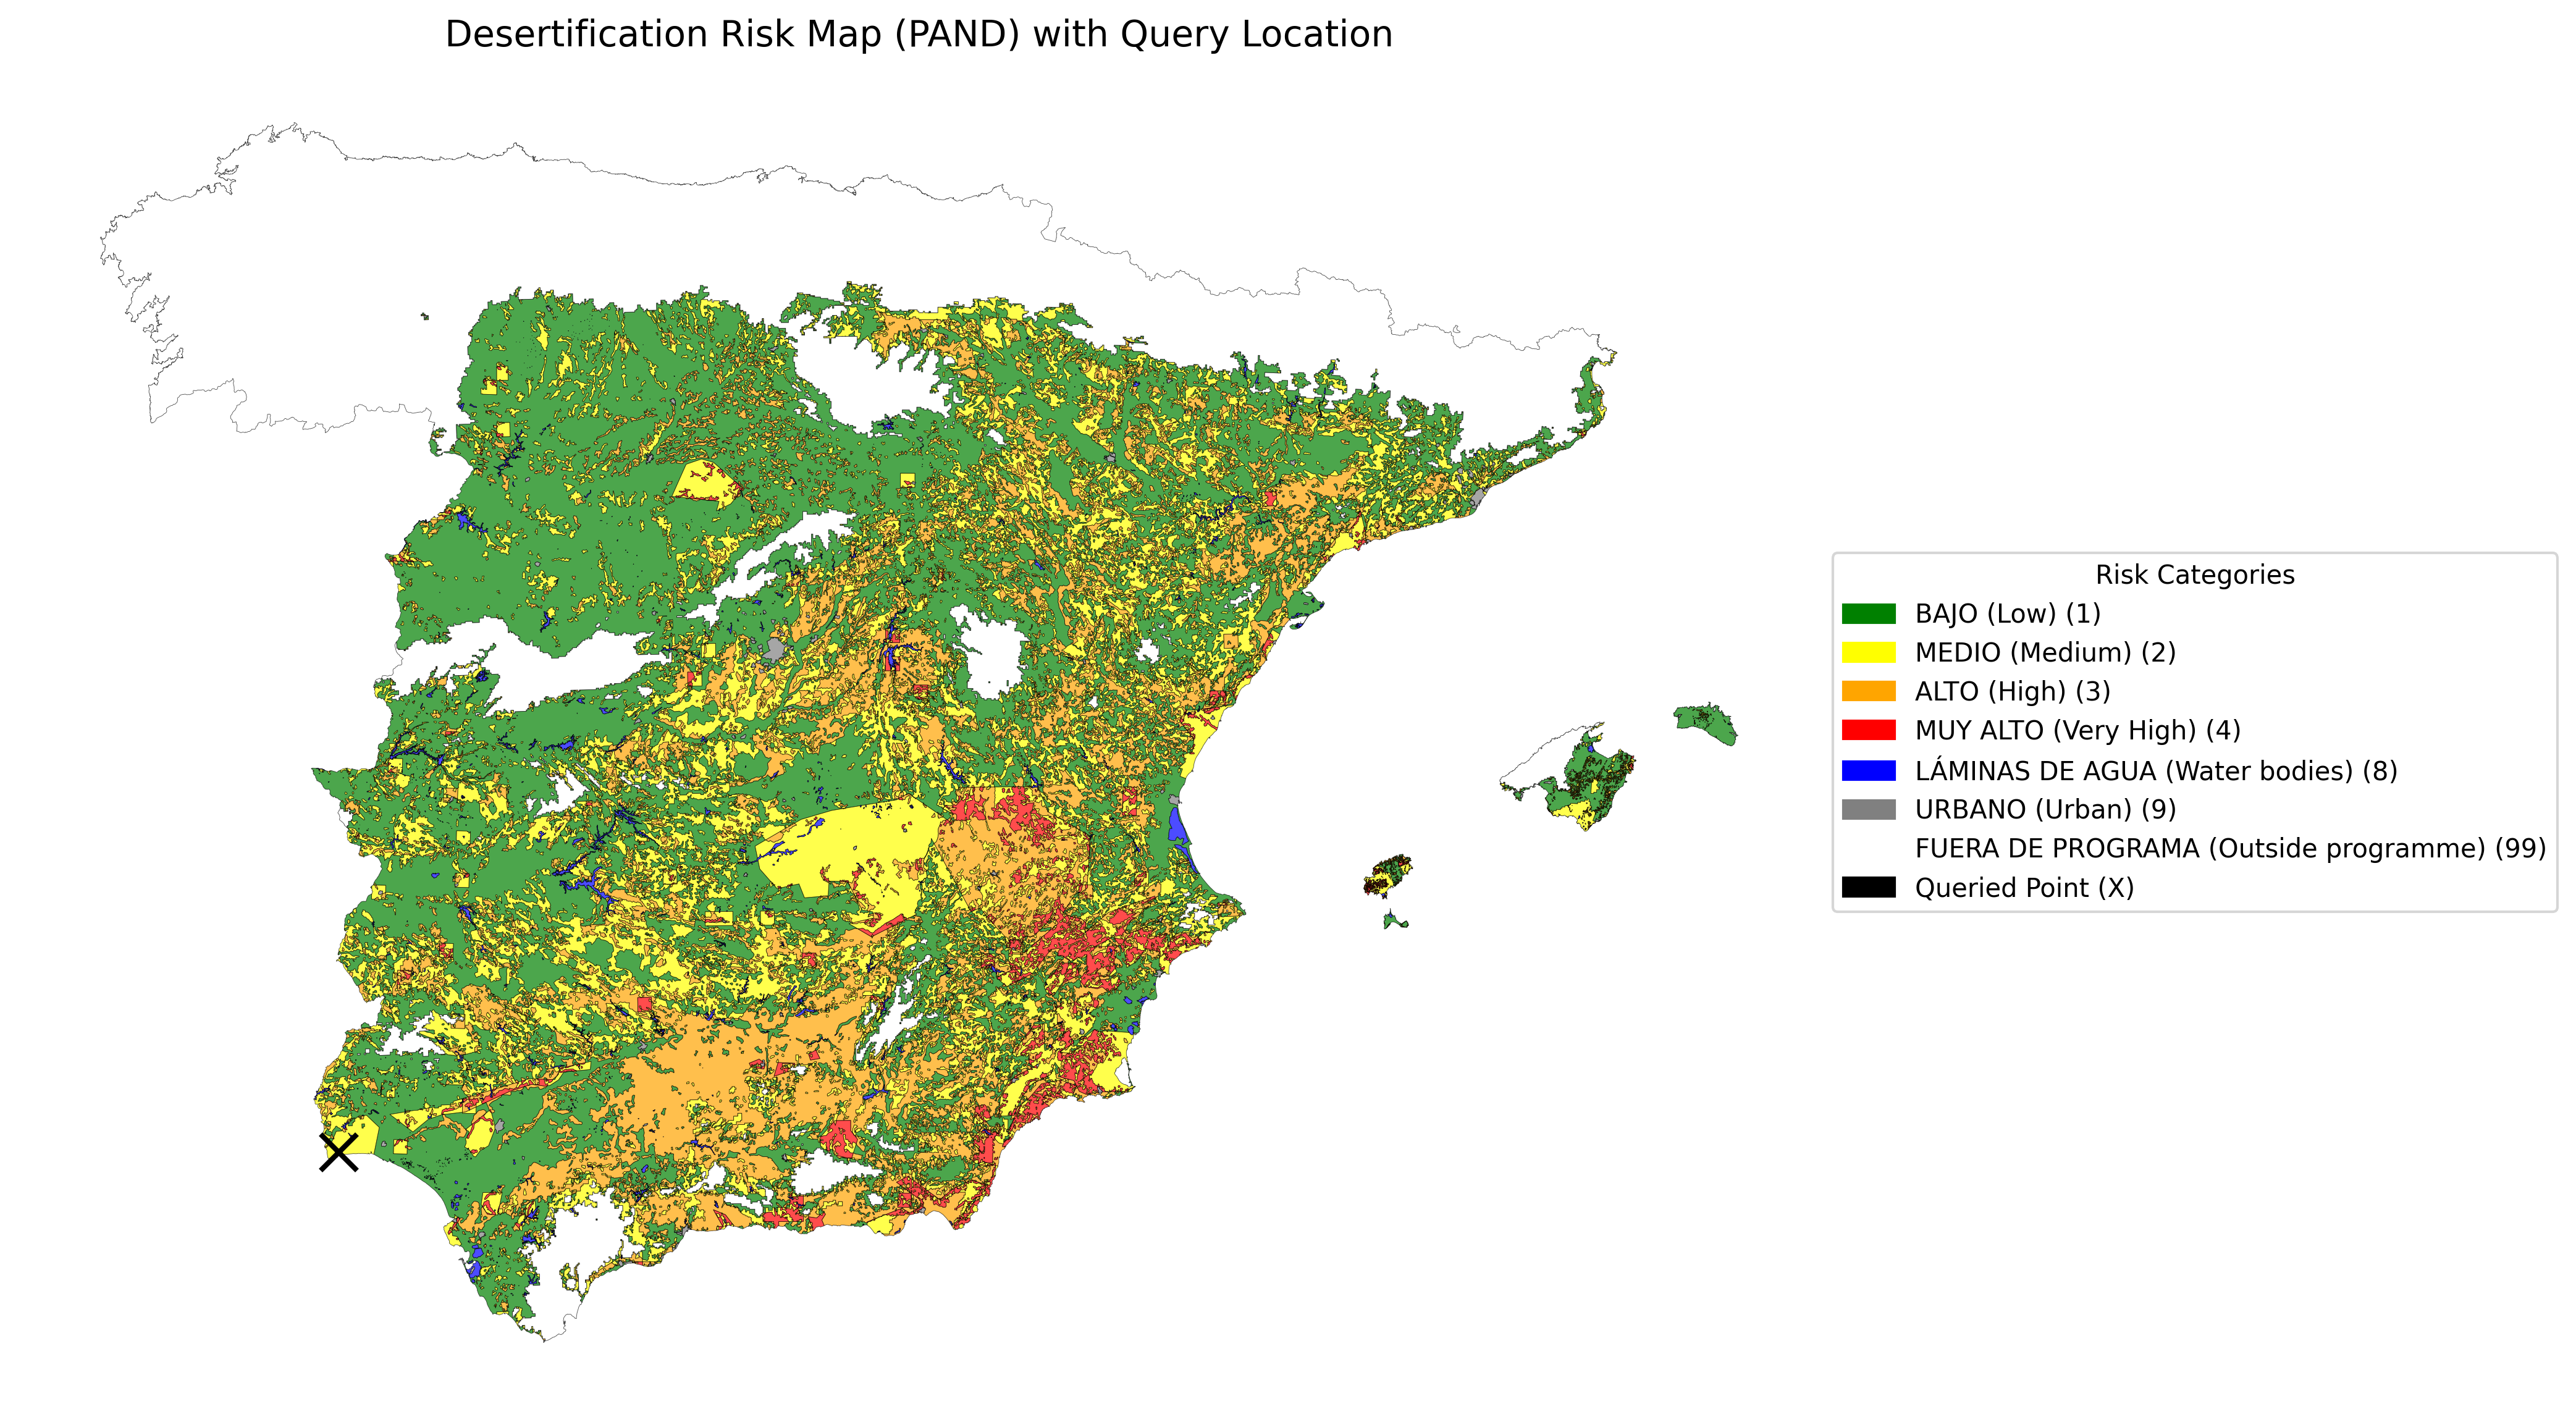 Desertification Risk Map (PAND) with Query Location
Risk Categories
BAJO (Low) (1)
MEDIO (Medium) (2)
ALTO (High) (3)
MUY ALTO (Very High) (4)
LÁMINAS DE AGUA (Water bodies) (8)
URBANO (Urban) (9)
FUERA DE PROGRAMA (Outside programme) (99)
Queried Point (X)